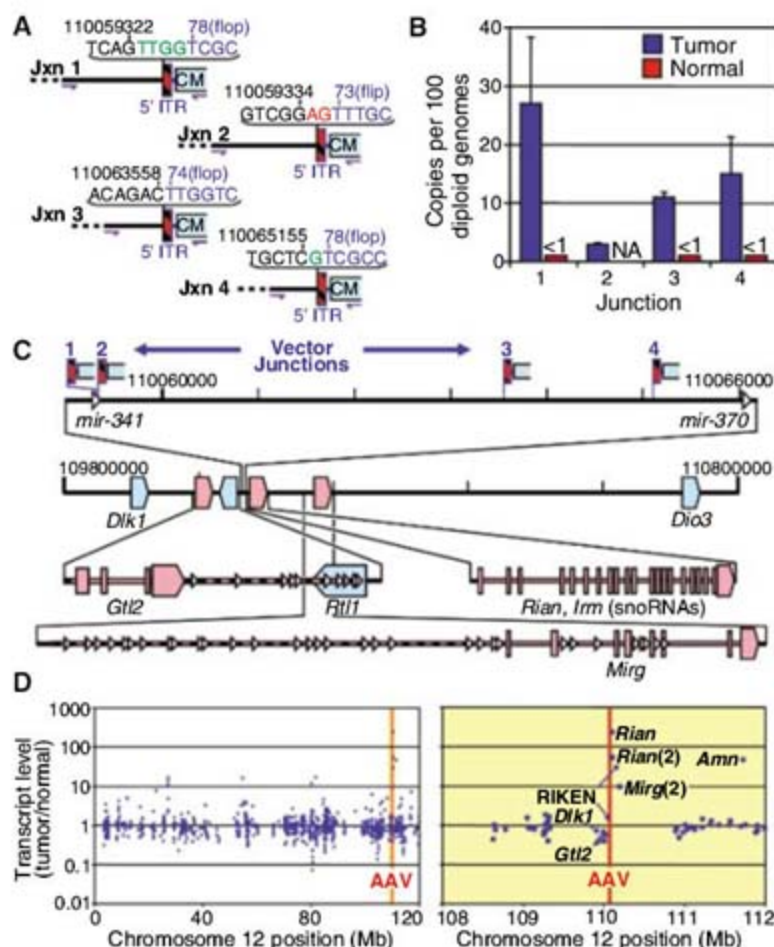 A
110059322 78(flop)
TCAGTTGGTCGC
Jxn 1
CM
5' ITR
110059334 73(flip)
GTCGGAGTTTGC
Jxn 2
CM
5' ITR
110063558 74(flop)
ACAGACTTGGTC
Jxn 3
CM
5' ITR
110065155 78(flop)
TGCTCGTCGCC
Jxn 4
CM
5' ITR
B
Copies per 100
diploid genomes
40
30
20
10
0
Tumor
Normal
<1 NA <1 <1
1 2 3 4
Junction
C
1 2 Vector Junctions 3 4
110060000 110066000
mir-341 mir-370
109800000 110800000
Dlk1 Dio3
Gtl2 Rtl1 Rian, Irm (snoRNAs)
Mirg
D
Transcript level
(tumor/normal)
1000
100
10
1
0.1
0.01
AAV
0 40 80 120
Chromosome 12 position (Mb)
Rian
Rian(2) Amn
Mirg(2)
RIKEN
Dlk1
Gtl2
AAV
108 109 110 111 112
Chromosome 12 position (Mb)